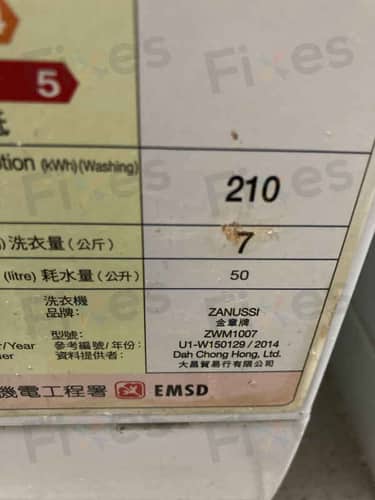 Fixes
5
Fixes
tion (kWh) (Washing)
210
洗衣量 (公斤)
7
(litre) 耗水量 (公升)
50
洗衣機
品牌:
ZANUSSI
金章牌
型號:
ZWM1007
/Year
參考編號/年份:
U1-W150129 / 2014
資料提供者:
Dah Chong Hong, Ltd.
大昌貿易行有限公司
機電工程署
EMSD